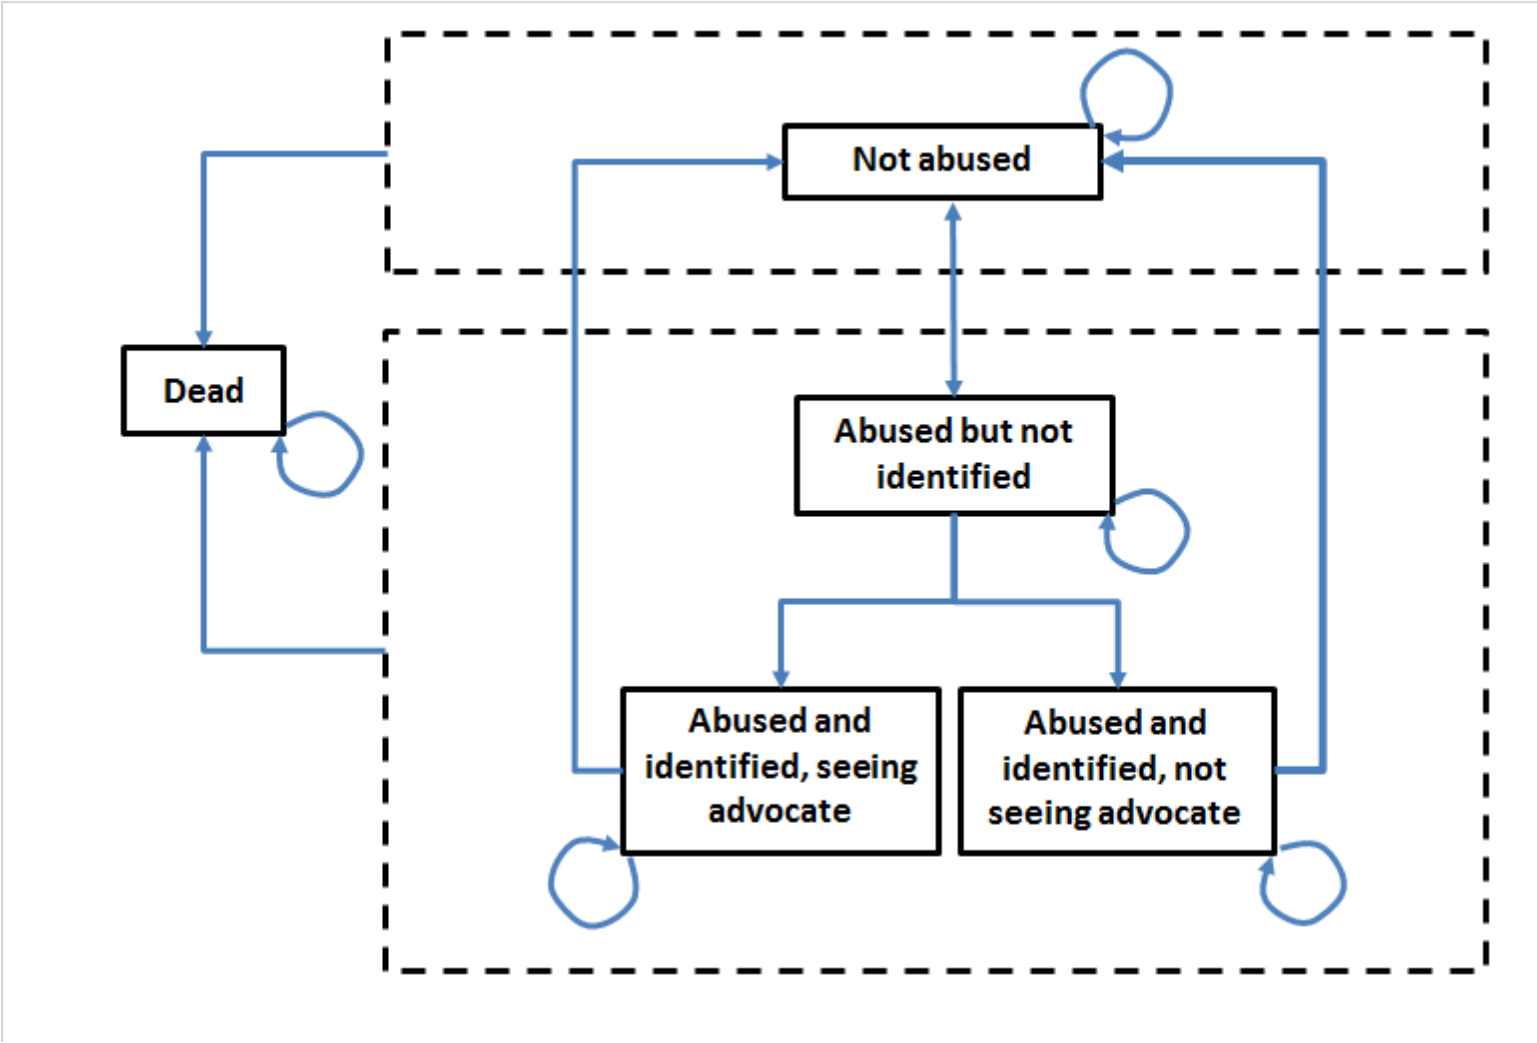 Not abused
Dead
Abused but not
identified
Abused and
identified, seeing
advocate
Abused and
identified, not
seeing advocate